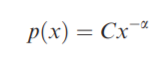 p(x) = Cx^{-α}